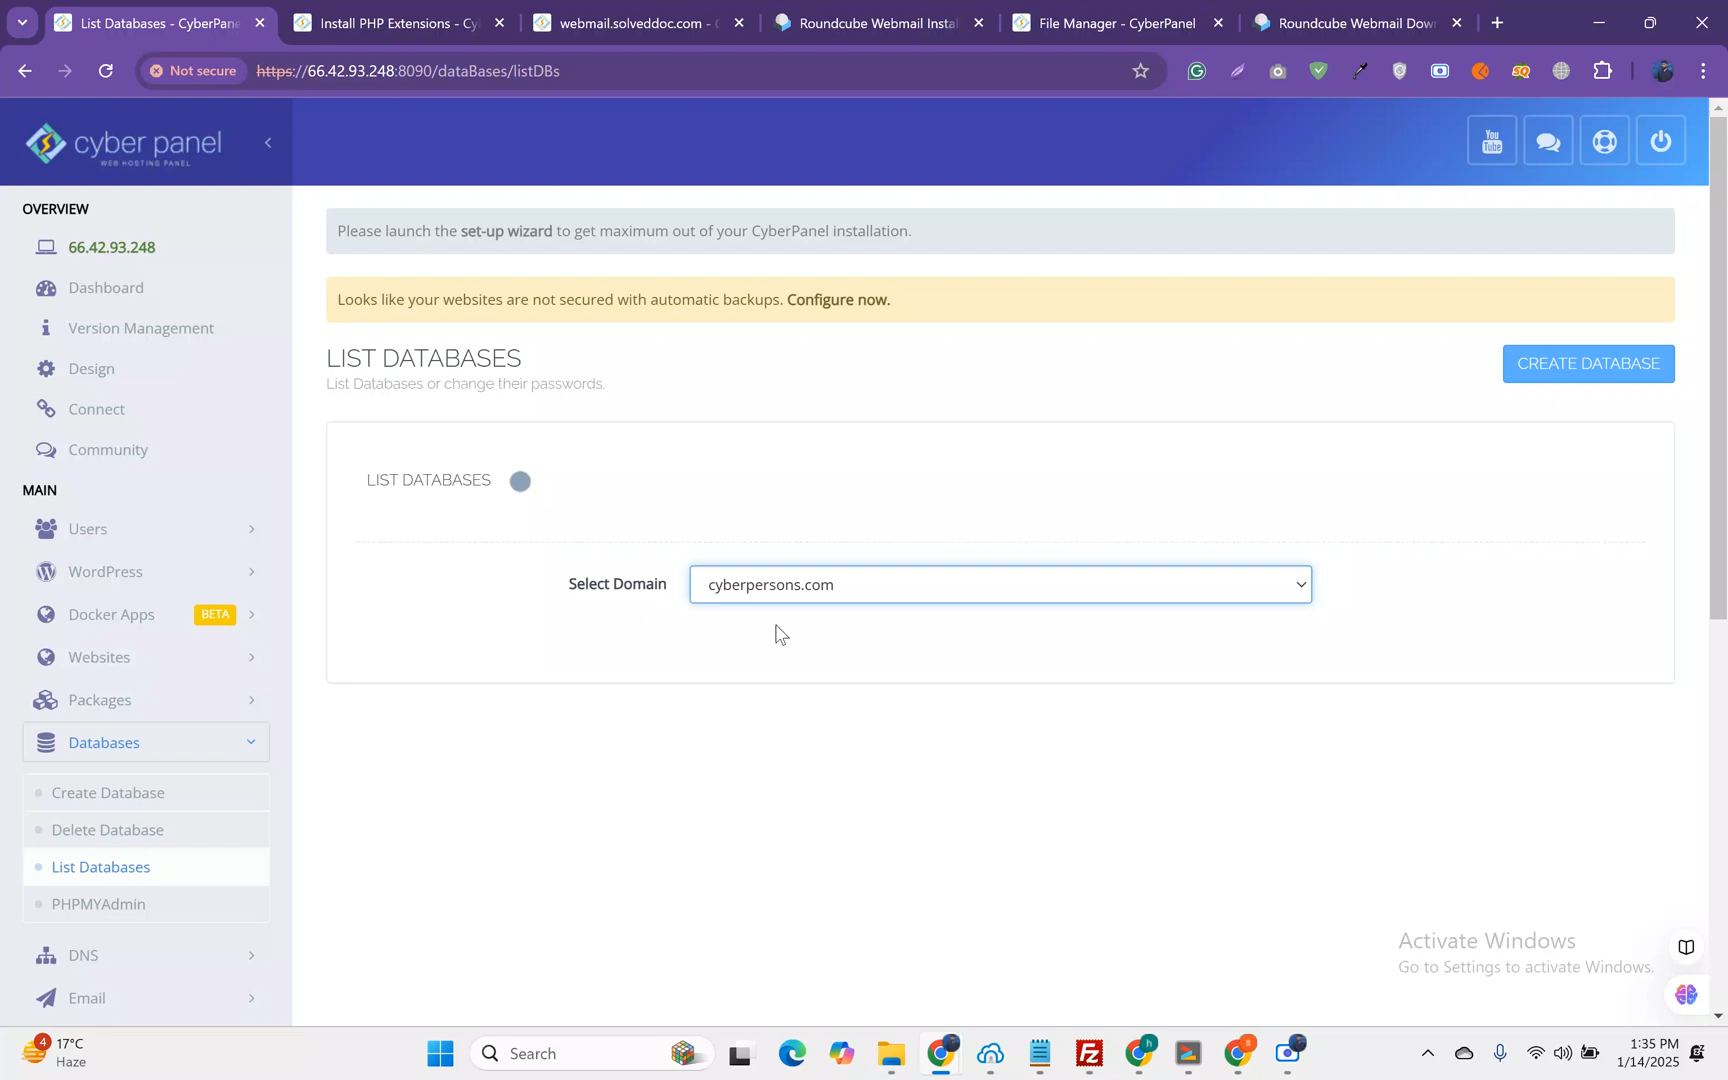 List Databases - CyberPane
Install PHP Extensions - Cy
webmail.solveddoc.com -
Roundcube Webmail Instal
File Manager - CyberPanel
Roundcube Webmail Dow
Not secure
https://66.42.93.248:8090/dataBases/listDBs
cyber panel
WEB HOSTING PANEL
You
Tube
OVERVIEW
66.42.93.248
Dashboard
Version Management
Design
Connect
Community
MAIN
Users
WordPress
Docker Apps
BETA
Websites
Packages
Databases
Create Database
Delete Database
List Databases
PHPMYAdmin
DNS
Email
Please launch the set-up wizard to get maximum out of your CyberPanel installation.
Looks like your websites are not secured with automatic backups. Configure now.
LIST DATABASES
List Databases or change their passwords.
CREATE DATABASE
LIST DATABASES
Select Domain
cyberpersons.com
Activate Windows
Go to Settings to activate Windows.
4
17°C
Haze
Search
h
s
1:35 PM
1/14/2025